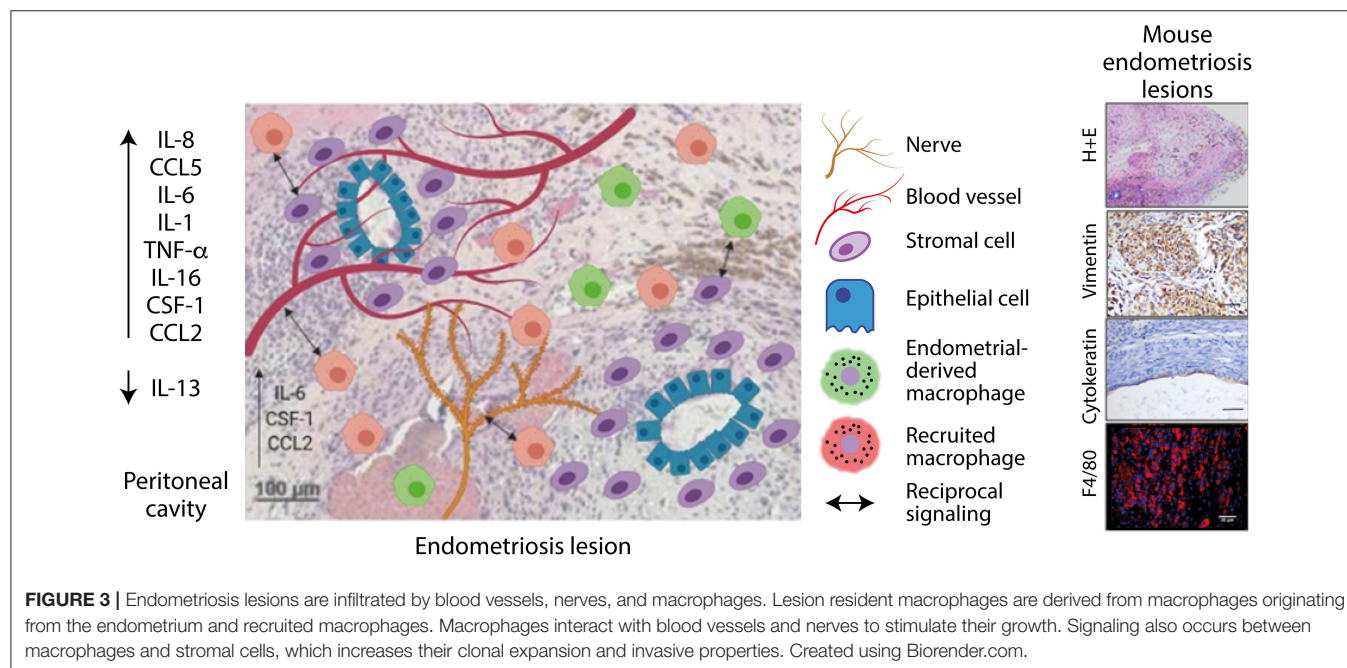 IL-8
CCL5
IL-6
IL-1
TNF-α
IL-16
CSF-1
CCL2
IL-13
Peritoneal
cavity
IL-6
CSF-1
CCL2
100 μm
Endometriosis lesion
Nerve
Blood vessel
Stromal cell
Epithelial cell
Endometrial-
derived
macrophage
Recruited
macrophage
Reciprocal
signaling
Mouse
endometriosis
lesions
H+E
Vimentin
Cytokeratin
F4/80
FIGURE 3 | Endometriosis lesions are infiltrated by blood vessels, nerves, and macrophages. Lesion resident macrophages are derived from macrophages originating
from the endometrium and recruited macrophages. Macrophages interact with blood vessels and nerves to stimulate their growth. Signaling also occurs between
macrophages and stromal cells, which increases their clonal expansion and invasive properties. Created using Biorender.com.